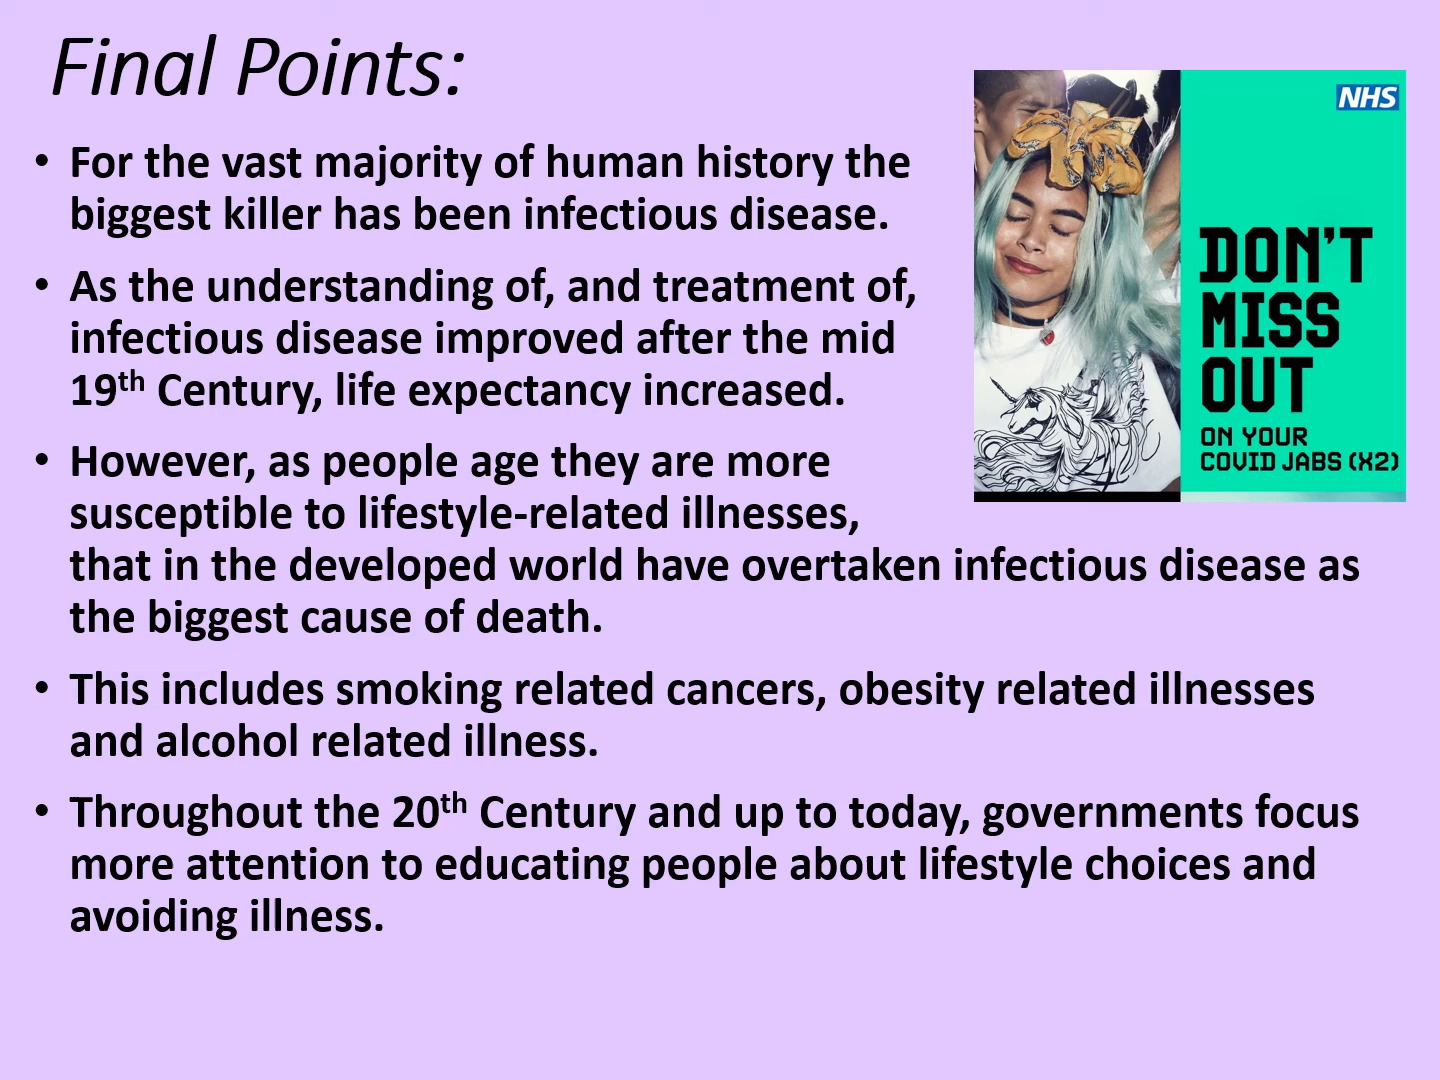 Final Points:
• For the vast majority of human history the
biggest killer has been infectious disease.
• As the understanding of, and treatment of,
infectious disease improved after the mid
19th Century, life expectancy increased.
• However, as people age they are more
susceptible to lifestyle-related illnesses,
that in the developed world have overtaken infectious disease as
the biggest cause of death.
• This includes smoking related cancers, obesity related illnesses
and alcohol related illness.
• Throughout the 20th Century and up to today, governments focus
more attention to educating people about lifestyle choices and
avoiding illness.
NHS
DON'T
MISS
OUT
ON YOUR
COVID JABS (X2)